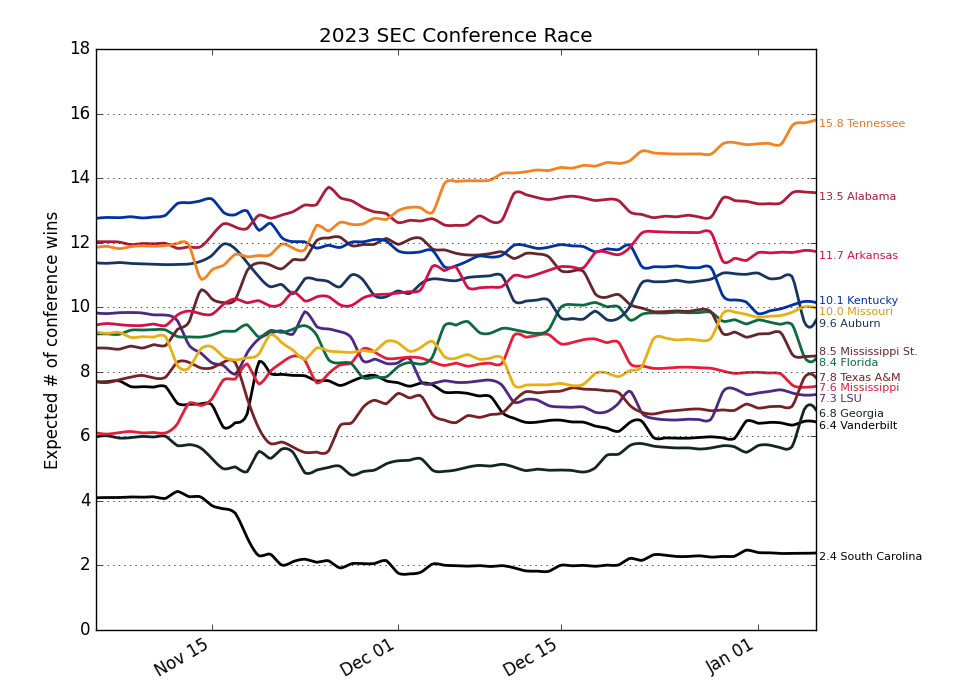 2023 SEC Conference Race
Expected # of conference wins
18
16
14
12
10
8
6
4
2
0
Nov 15
Dec 01
Dec 15
Jan 01
15.8 Tennessee
13.5 Alabama
11.7 Arkansas
10.1 Kentucky
10.0 Missouri
9.6 Auburn
8.5 Mississippi St.
8.4 Florida
7.8 Texas A&M
7.6 Mississippi
7.3 LSU
6.8 Georgia
6.4 Vanderbilt
2.4 South Carolina